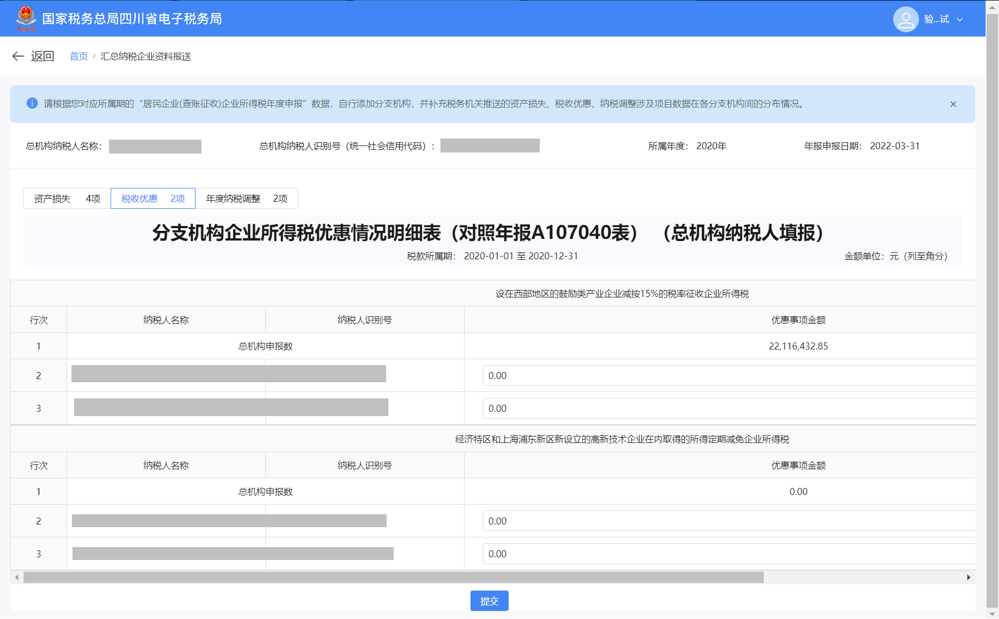 国家税务总局四川省电子税务局
验...试
返回 首页 > 汇总纳税企业资料报送
请根据您对应所属期的“居民企业(查账征收)企业所得税年度申报”数据，自行添加分支机构，并补充税务机关推送的资产损失、税收优惠、纳税调整涉及项目数据在各分支机构间的分布情况。
总机构纳税人名称： 总机构纳税人识别号（统一社会信用代码）： 所属年度： 2020年 年报申报日期： 2022-03-31
资产损失 4项 税收优惠 2项 年度纳税调整 2项
分支机构企业所得税优惠情况明细表（对照年报A107040表） （总机构纳税人填报）
税款所属期： 2020-01-01 至 2020-12-31 金额单位：元（列至角分）
设在西部地区的鼓励类产业企业减按15%的税率征收企业所得税
行次 纳税人名称 纳税人识别号 优惠事项金额
1 总机构申报数 22,116,432.85
2 0.00
3 0.00
经济特区和上海浦东新区新设立的高新技术企业在内取得的所得定期减免企业所得税
行次 纳税人名称 纳税人识别号 优惠事项金额
1 总机构申报数 0.00
2 0.00
3 0.00
提交